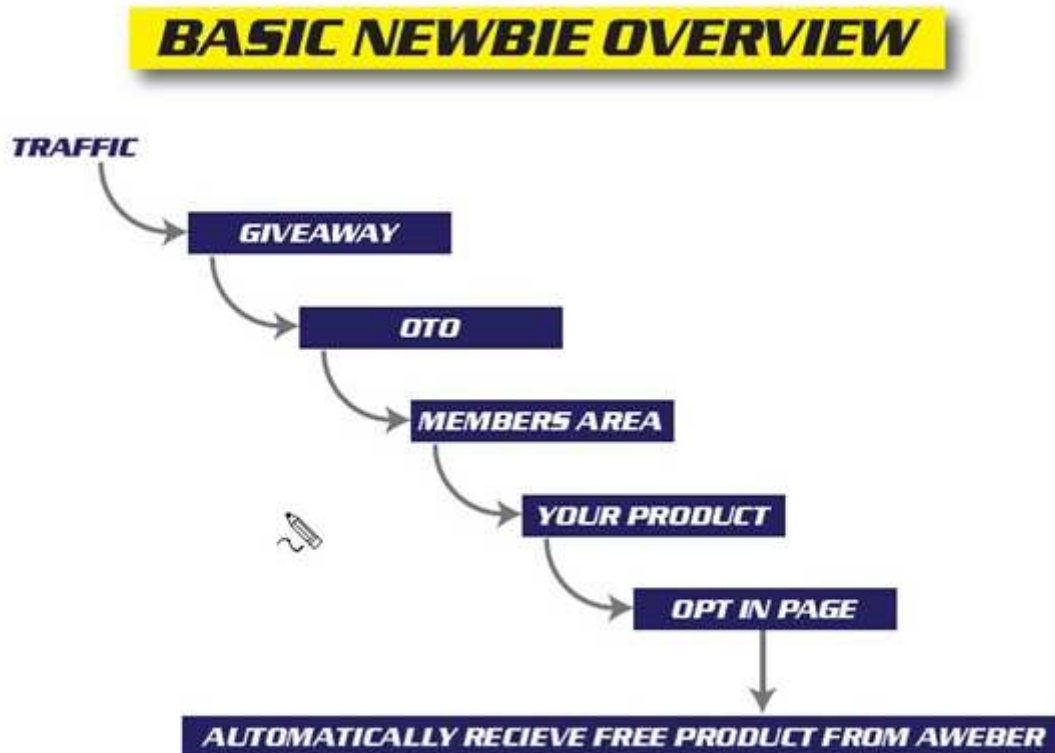 BASIC NEWBIE OVERVIEW
TRAFFIC
GIVEAWAY
OTO
MEMBERS AREA
YOUR PRODUCT
OPT IN PAGE
AUTOMATICALLY RECIEVE FREE PRODUCT FROM AWEBER